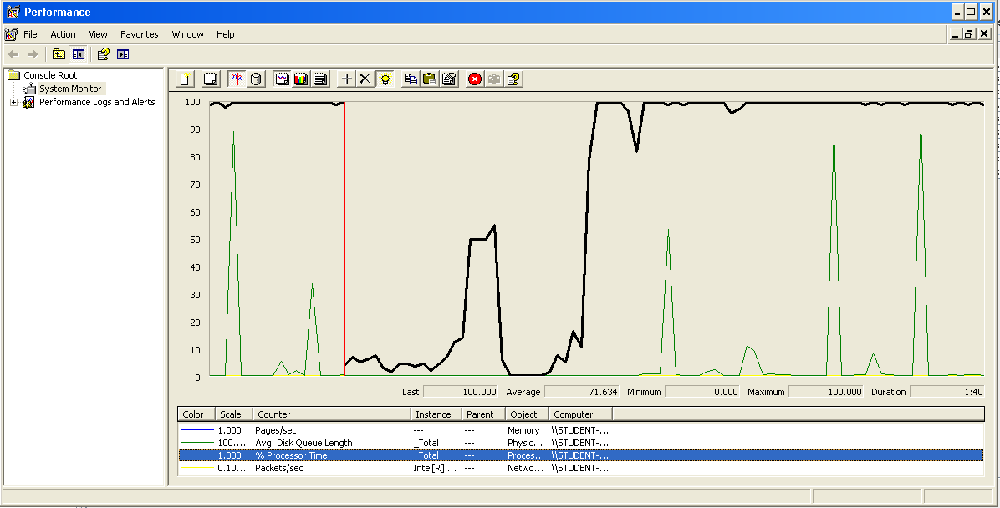 Performance
File Action View Favorites Window Help
Console Root
System Monitor
Performance Logs and Alerts
100
90
80
70
60
50
40
30
20
10
0
Last 100.000 Average 71.634 Minimum 0.000 Maximum 100.000 Duration 1:40
Color Scale Counter Instance Parent Object Computer
1.000 Pages/sec --- --- Memory \\STUDENT-...
100.... Avg. Disk Queue Length _Total --- Physic... \\STUDENT-...
1.000 % Processor Time _Total --- Proces... \\STUDENT-...
0.10... Packets/sec Intel[R] ... --- Netwo... \\STUDENT-...